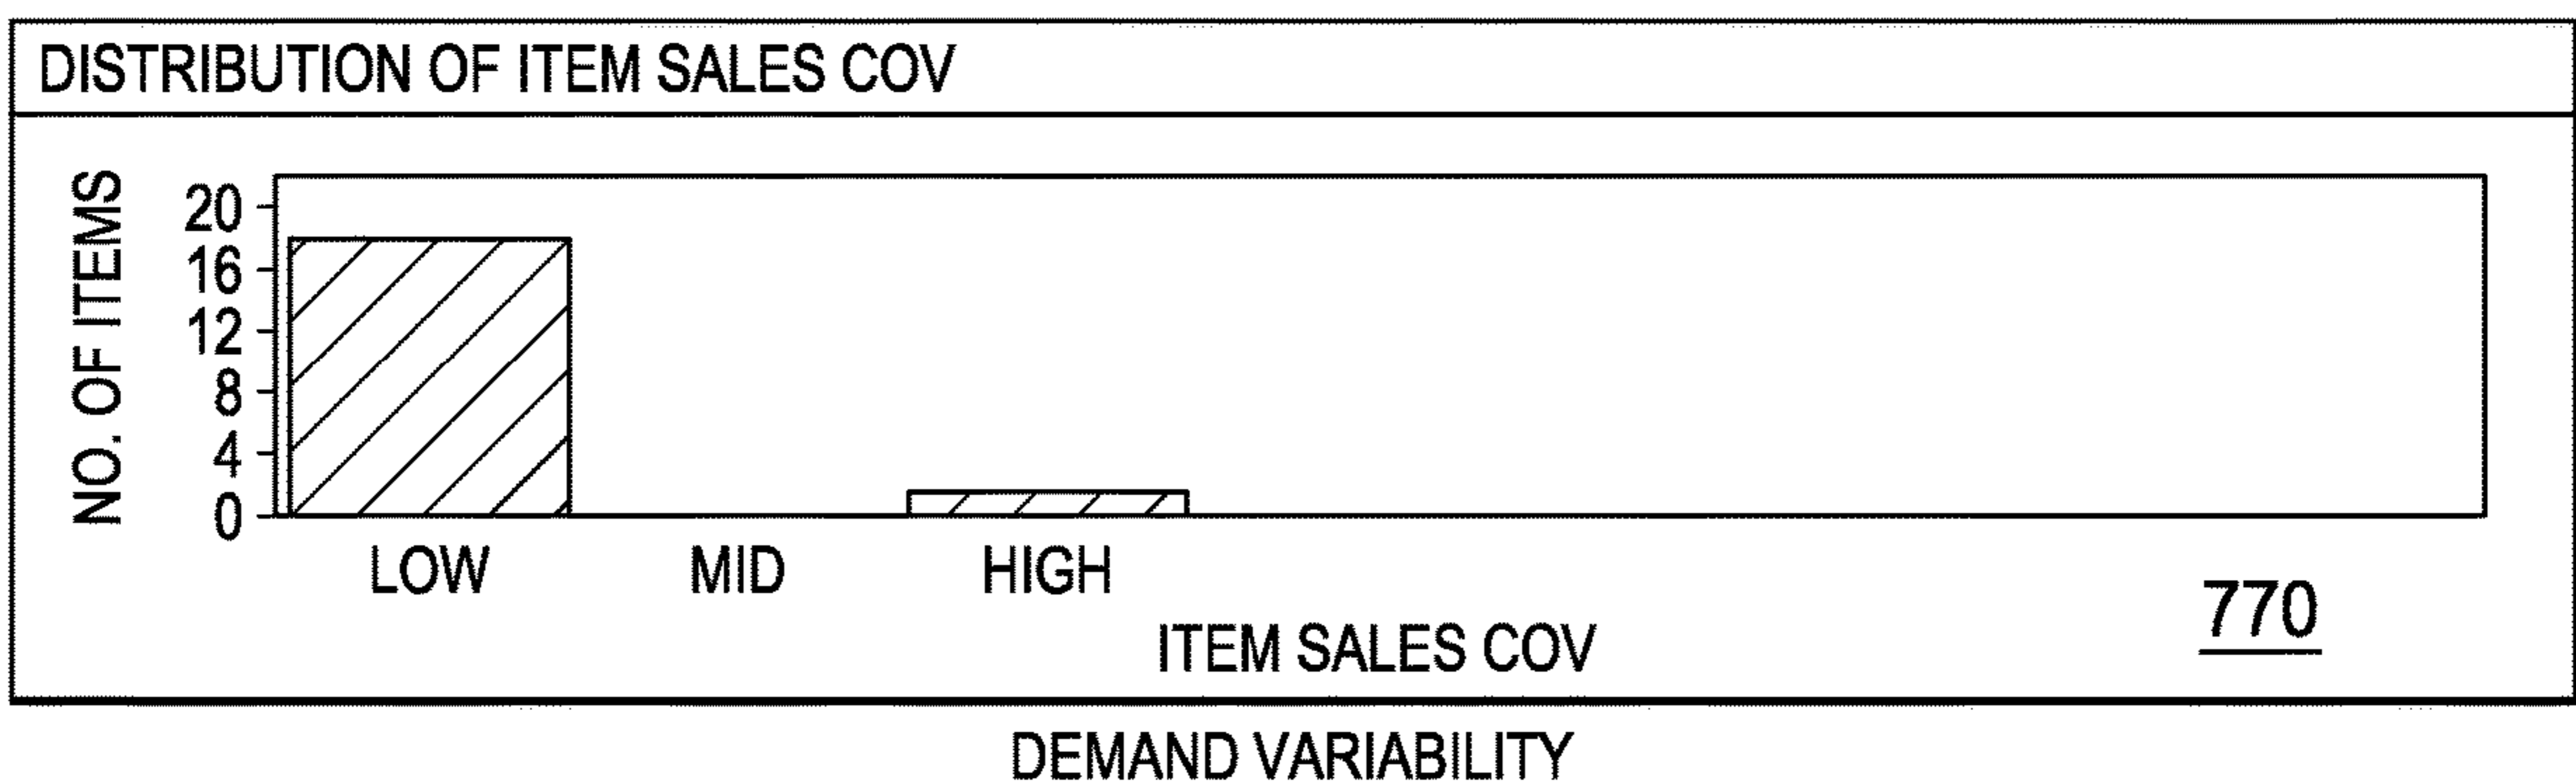 DISTRIBUTION OF ITEM SALES COV
NO. OF ITEMS
20
16
12
8
4
0
LOW MID HIGH
ITEM SALES COV
770
DEMAND VARIABILITY